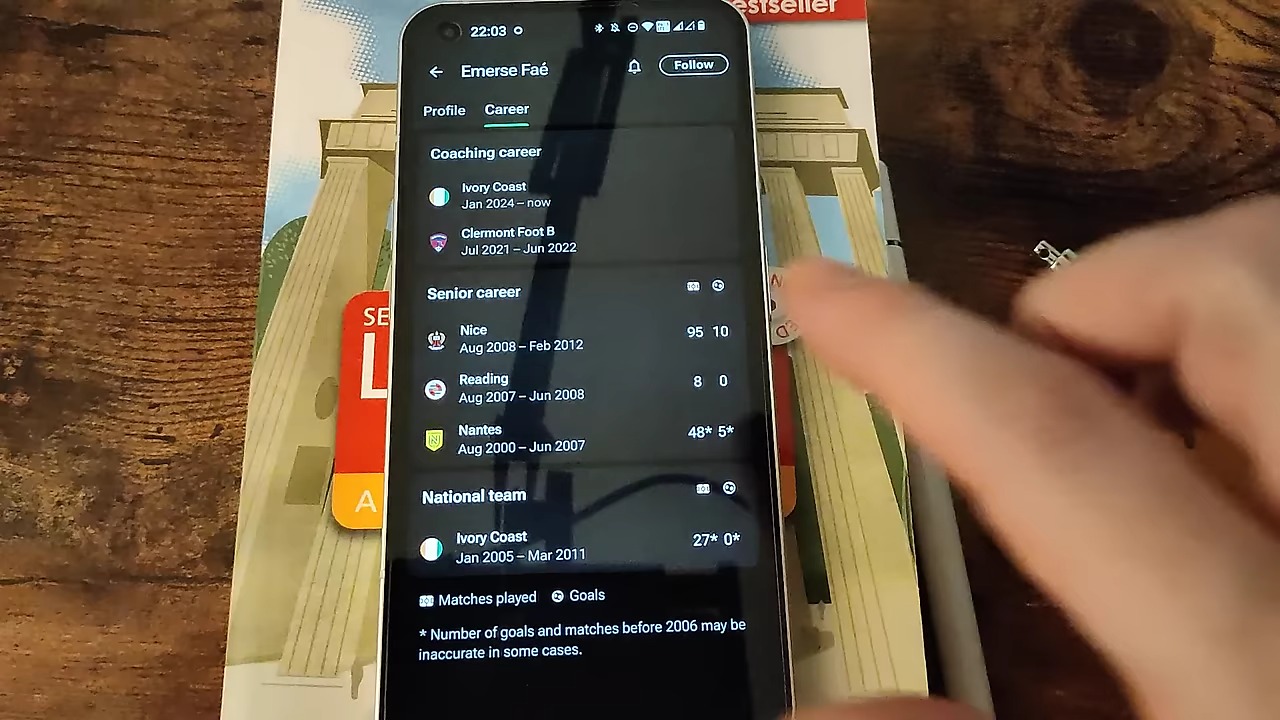 estseller
22:03
Emerse Faé
Follow
Profile Career
Coaching career
Ivory Coast
Jan 2024 – now
Clermont Foot B
Jul 2021 – Jun 2022
Senior career
Nice
95 10
Aug 2008 – Feb 2012
Reading
8 0
Aug 2007 – Jun 2008
Nantes
48* 5*
Aug 2000 – Jun 2007
National team
Ivory Coast
27* 0*
Jan 2005 – Mar 2011
Matches played Goals
* Number of goals and matches before 2006 may be
inaccurate in some cases.
SE
L
A